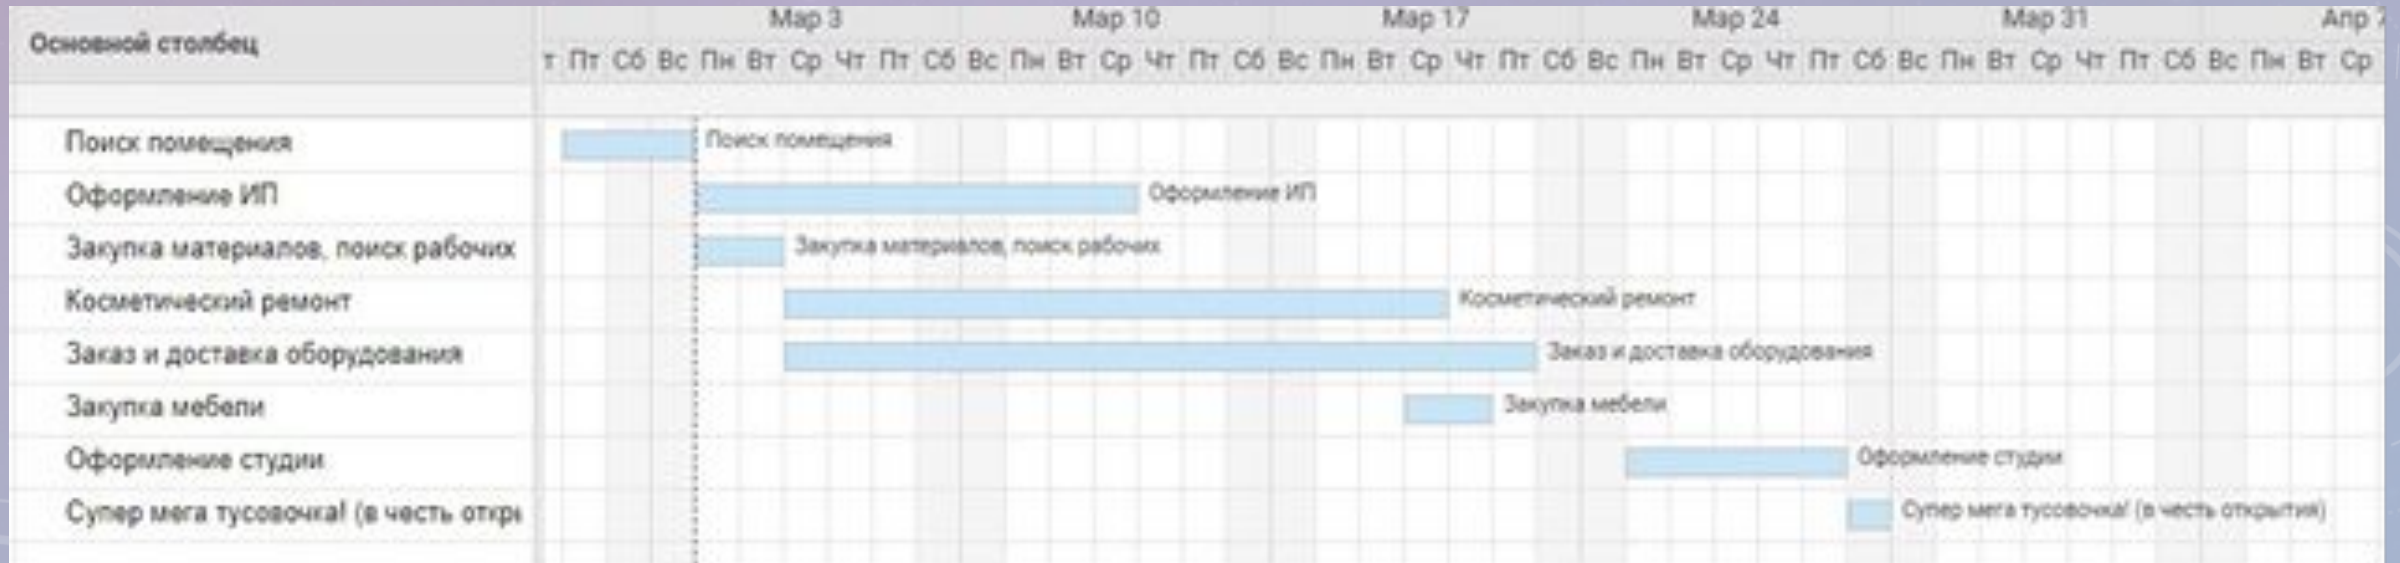 Основной столбец
Мар 3 Мар 10 Мар 17 Мар 24 Мар 31 Апр 7
т Пт Сб Вс Пн Вт Ср Чт Пт Сб Вс Пн Вт Ср Чт Пт Сб Вс Пн Вт Ср Чт Пт Сб Вс Пн Вт Ср Чт Пт Сб Вс Пн Вт Ср Чт Пт Сб Вс Пн Вт Ср
Поиск помещения Поиск помещения
Оформление ИП Оформление ИП
Закупка материалов, поиск рабочих Закупка материалов, поиск рабочих
Косметический ремонт Косметический ремонт
Заказ и доставка оборудования Заказ и доставка оборудования
Закупка мебели Закупка мебели
Оформление студии Оформление студии
Супер мега тусовочка! (в честь откры Супер мега тусовочка! (в честь открытия)